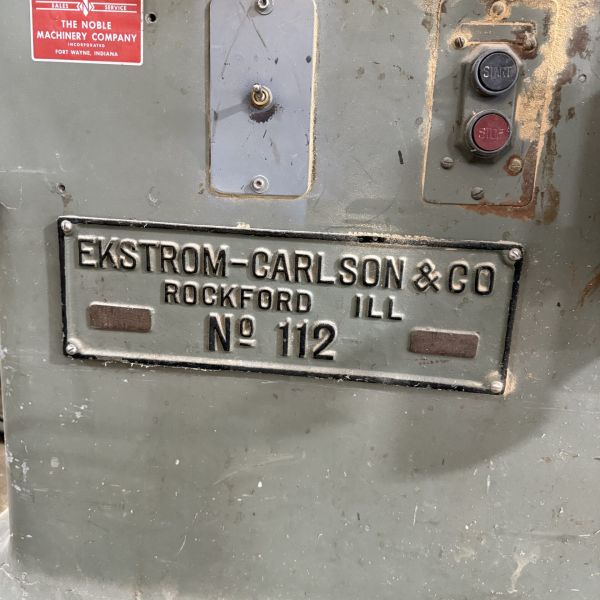 SALES N SERVICE
THE NOBLE
MACHINERY COMPANY
INCORPORATED
FORT WAYNE, INDIANA
START
STOP
EKSTROM-CARLSON & CO
ROCKFORD ILL
Nº 112